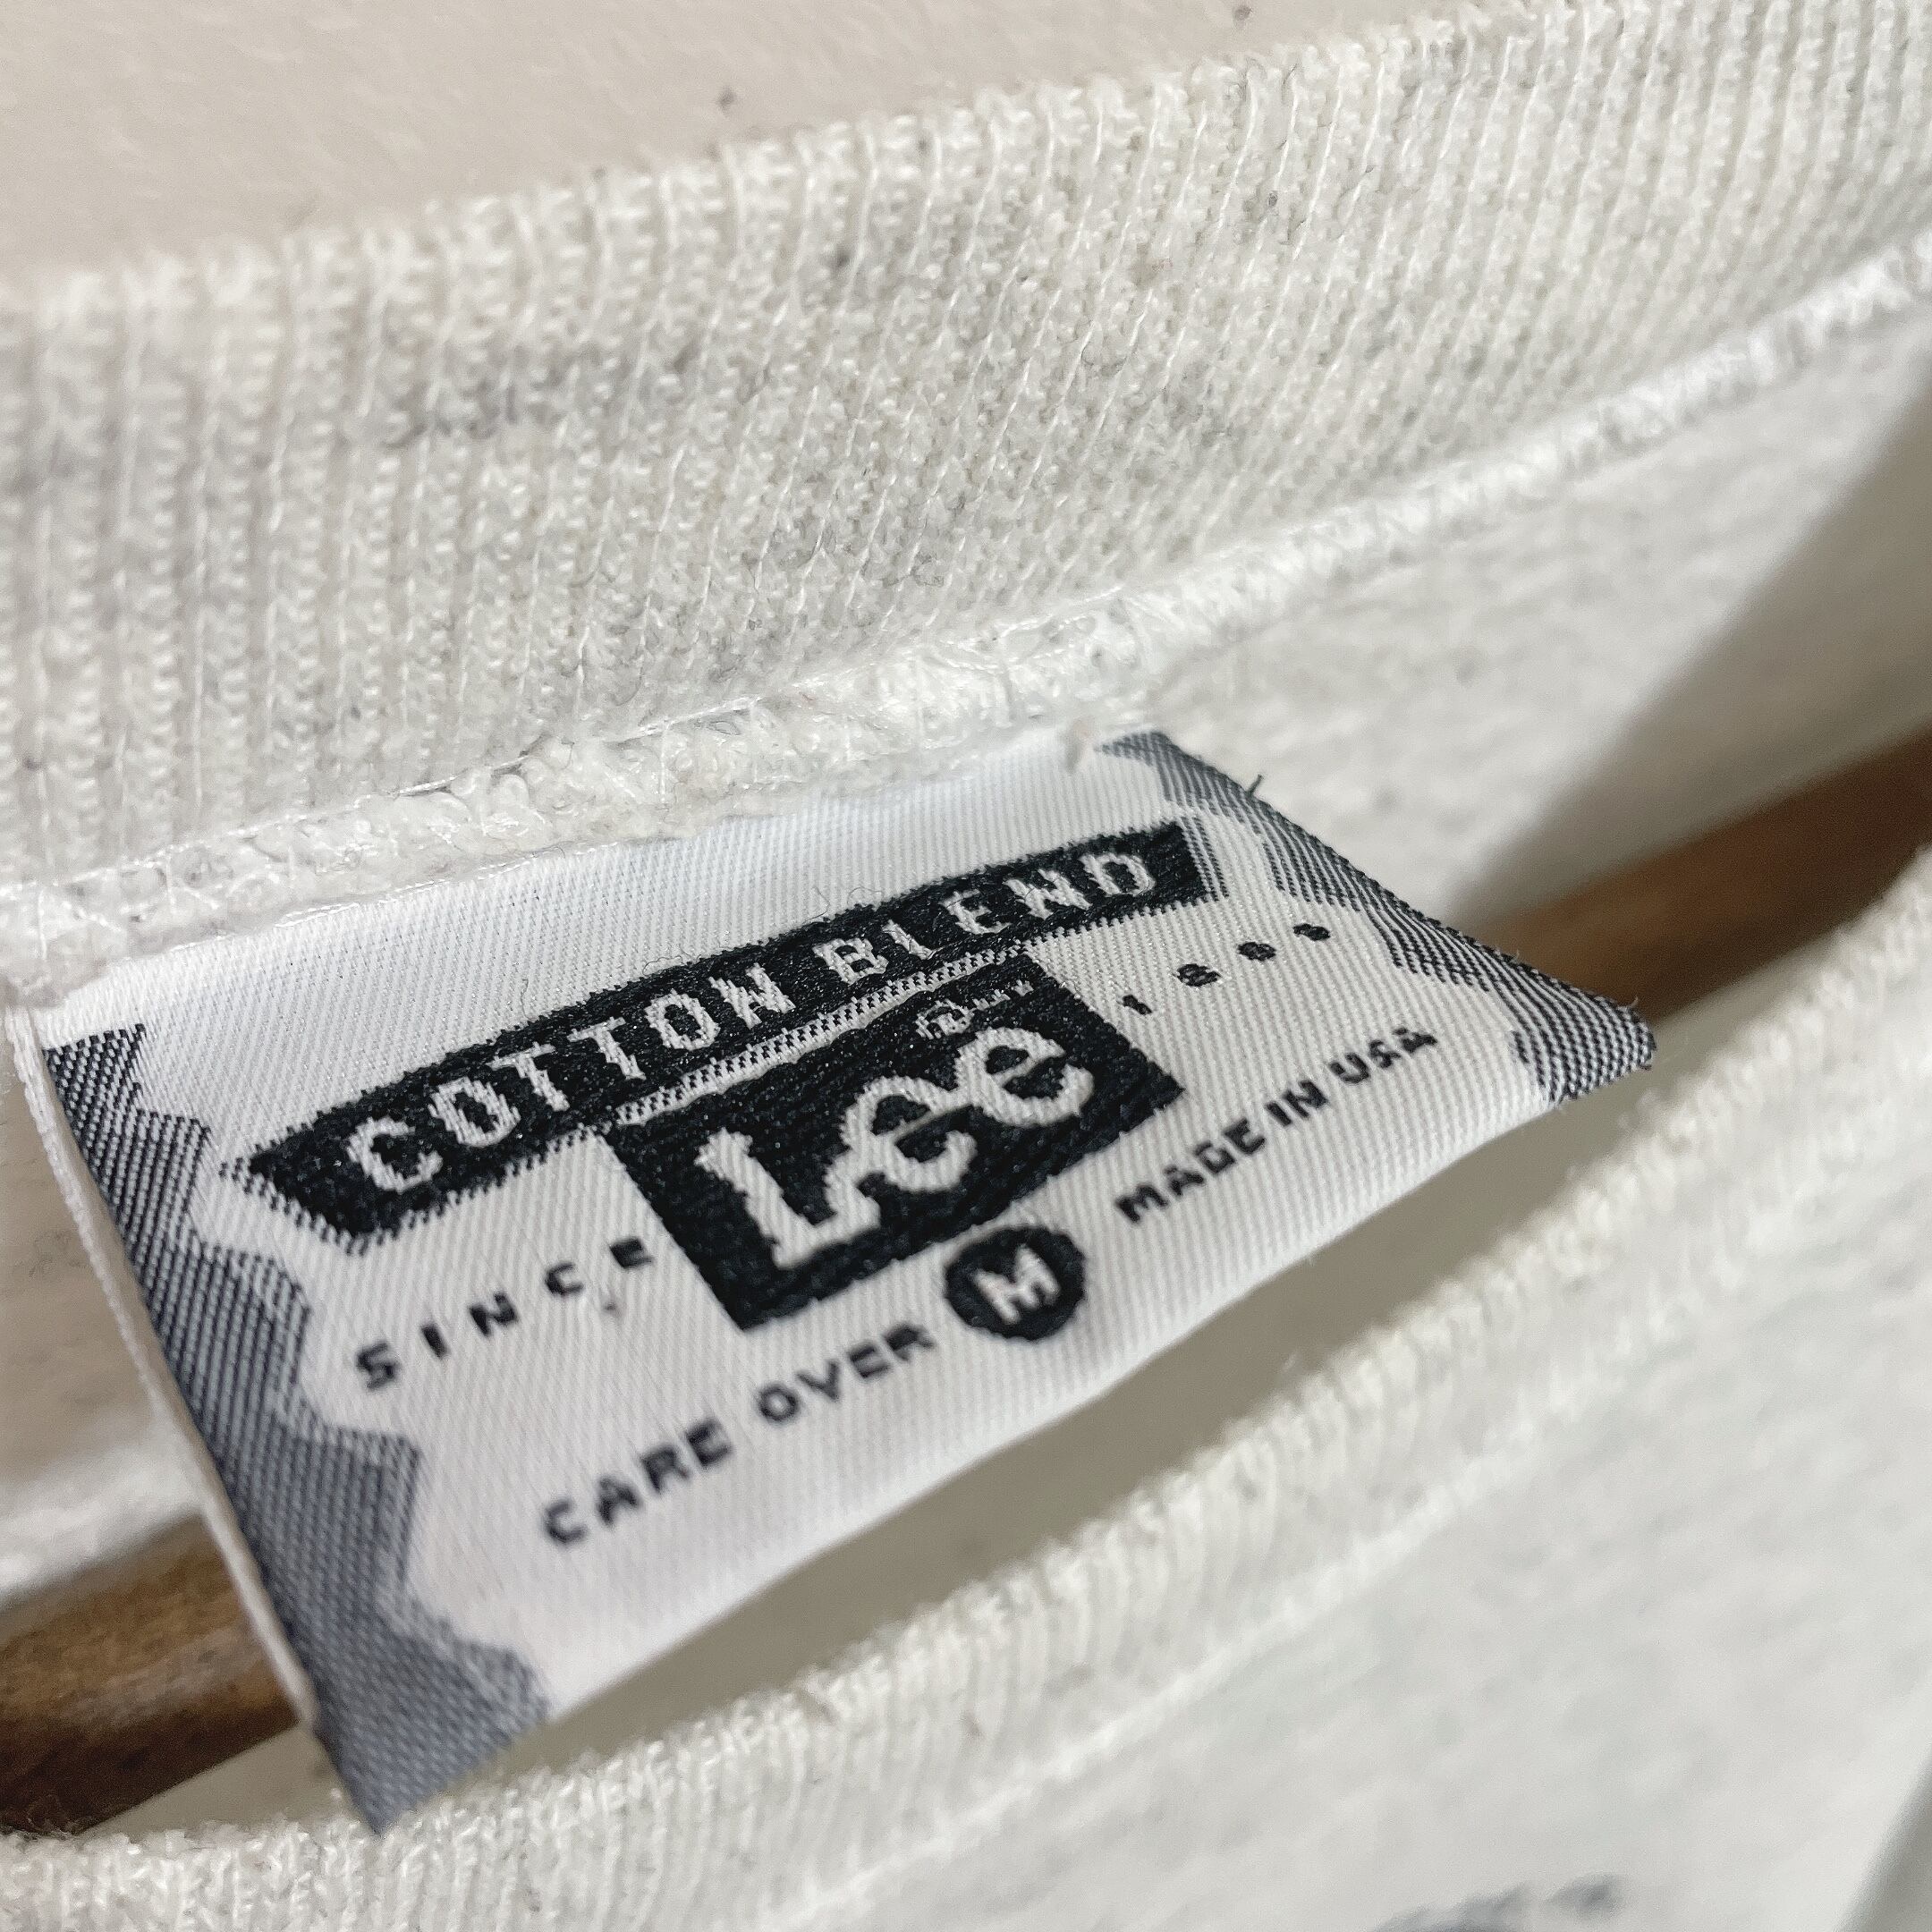 COTTON BLEND
Lee
SINCE 1889
CARE OVER M MADE IN USA